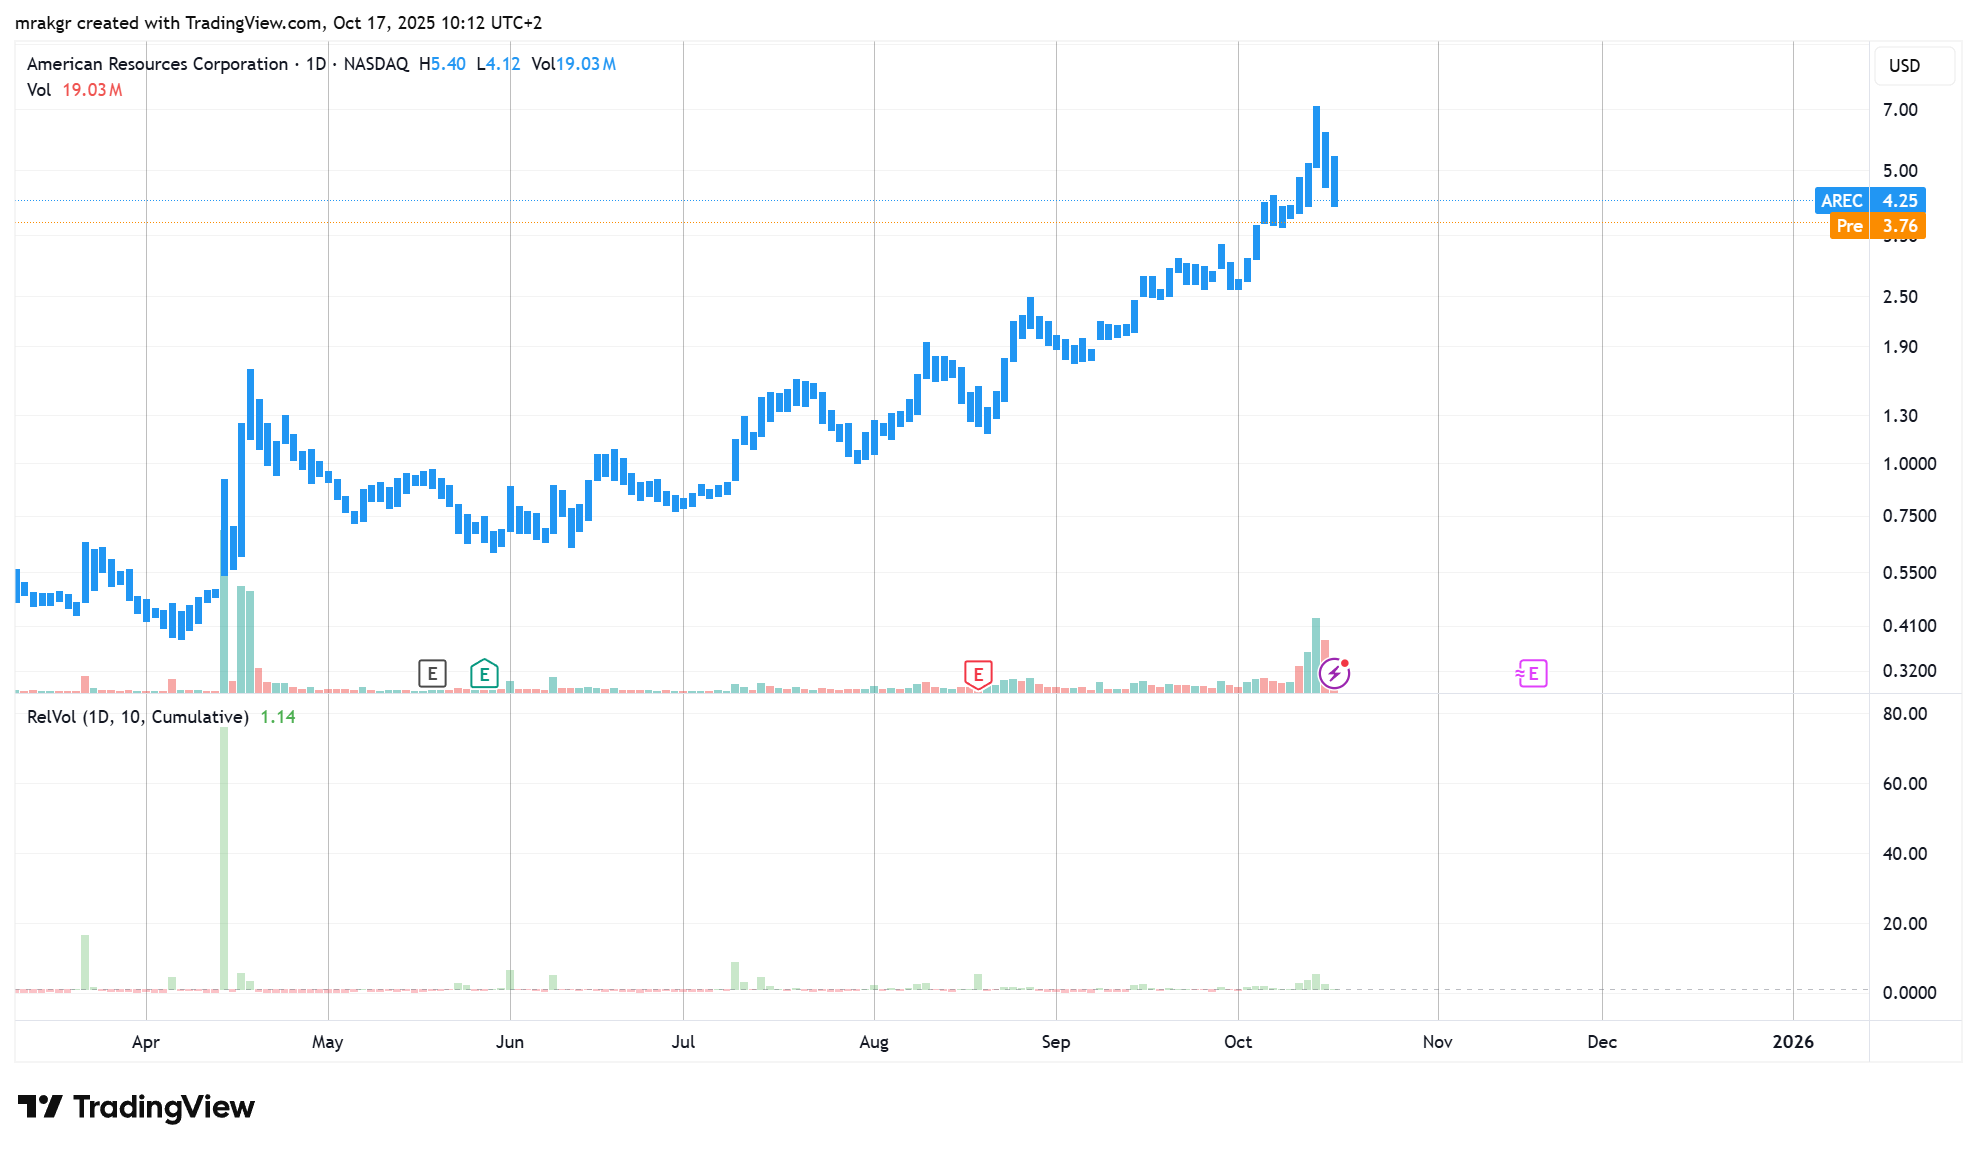 mrakgr created with TradingView.com, Oct 17, 2025 10:12 UTC+2
American Resources Corporation · 1D · NASDAQ H5.40 L4.12 Vol19.03 M
Vol 19.03 M
USD
7.00
5.00
AREC 4.25
Pre 3.76
2.50
1.90
1.30
1.0000
0.7500
0.5500
0.4100
0.3200
E E E ≈E
RelVol (1D, 10, Cumulative) 1.14
80.00
60.00
40.00
20.00
0.0000
Apr May Jun Jul Aug Sep Oct Nov Dec 2026
TradingView